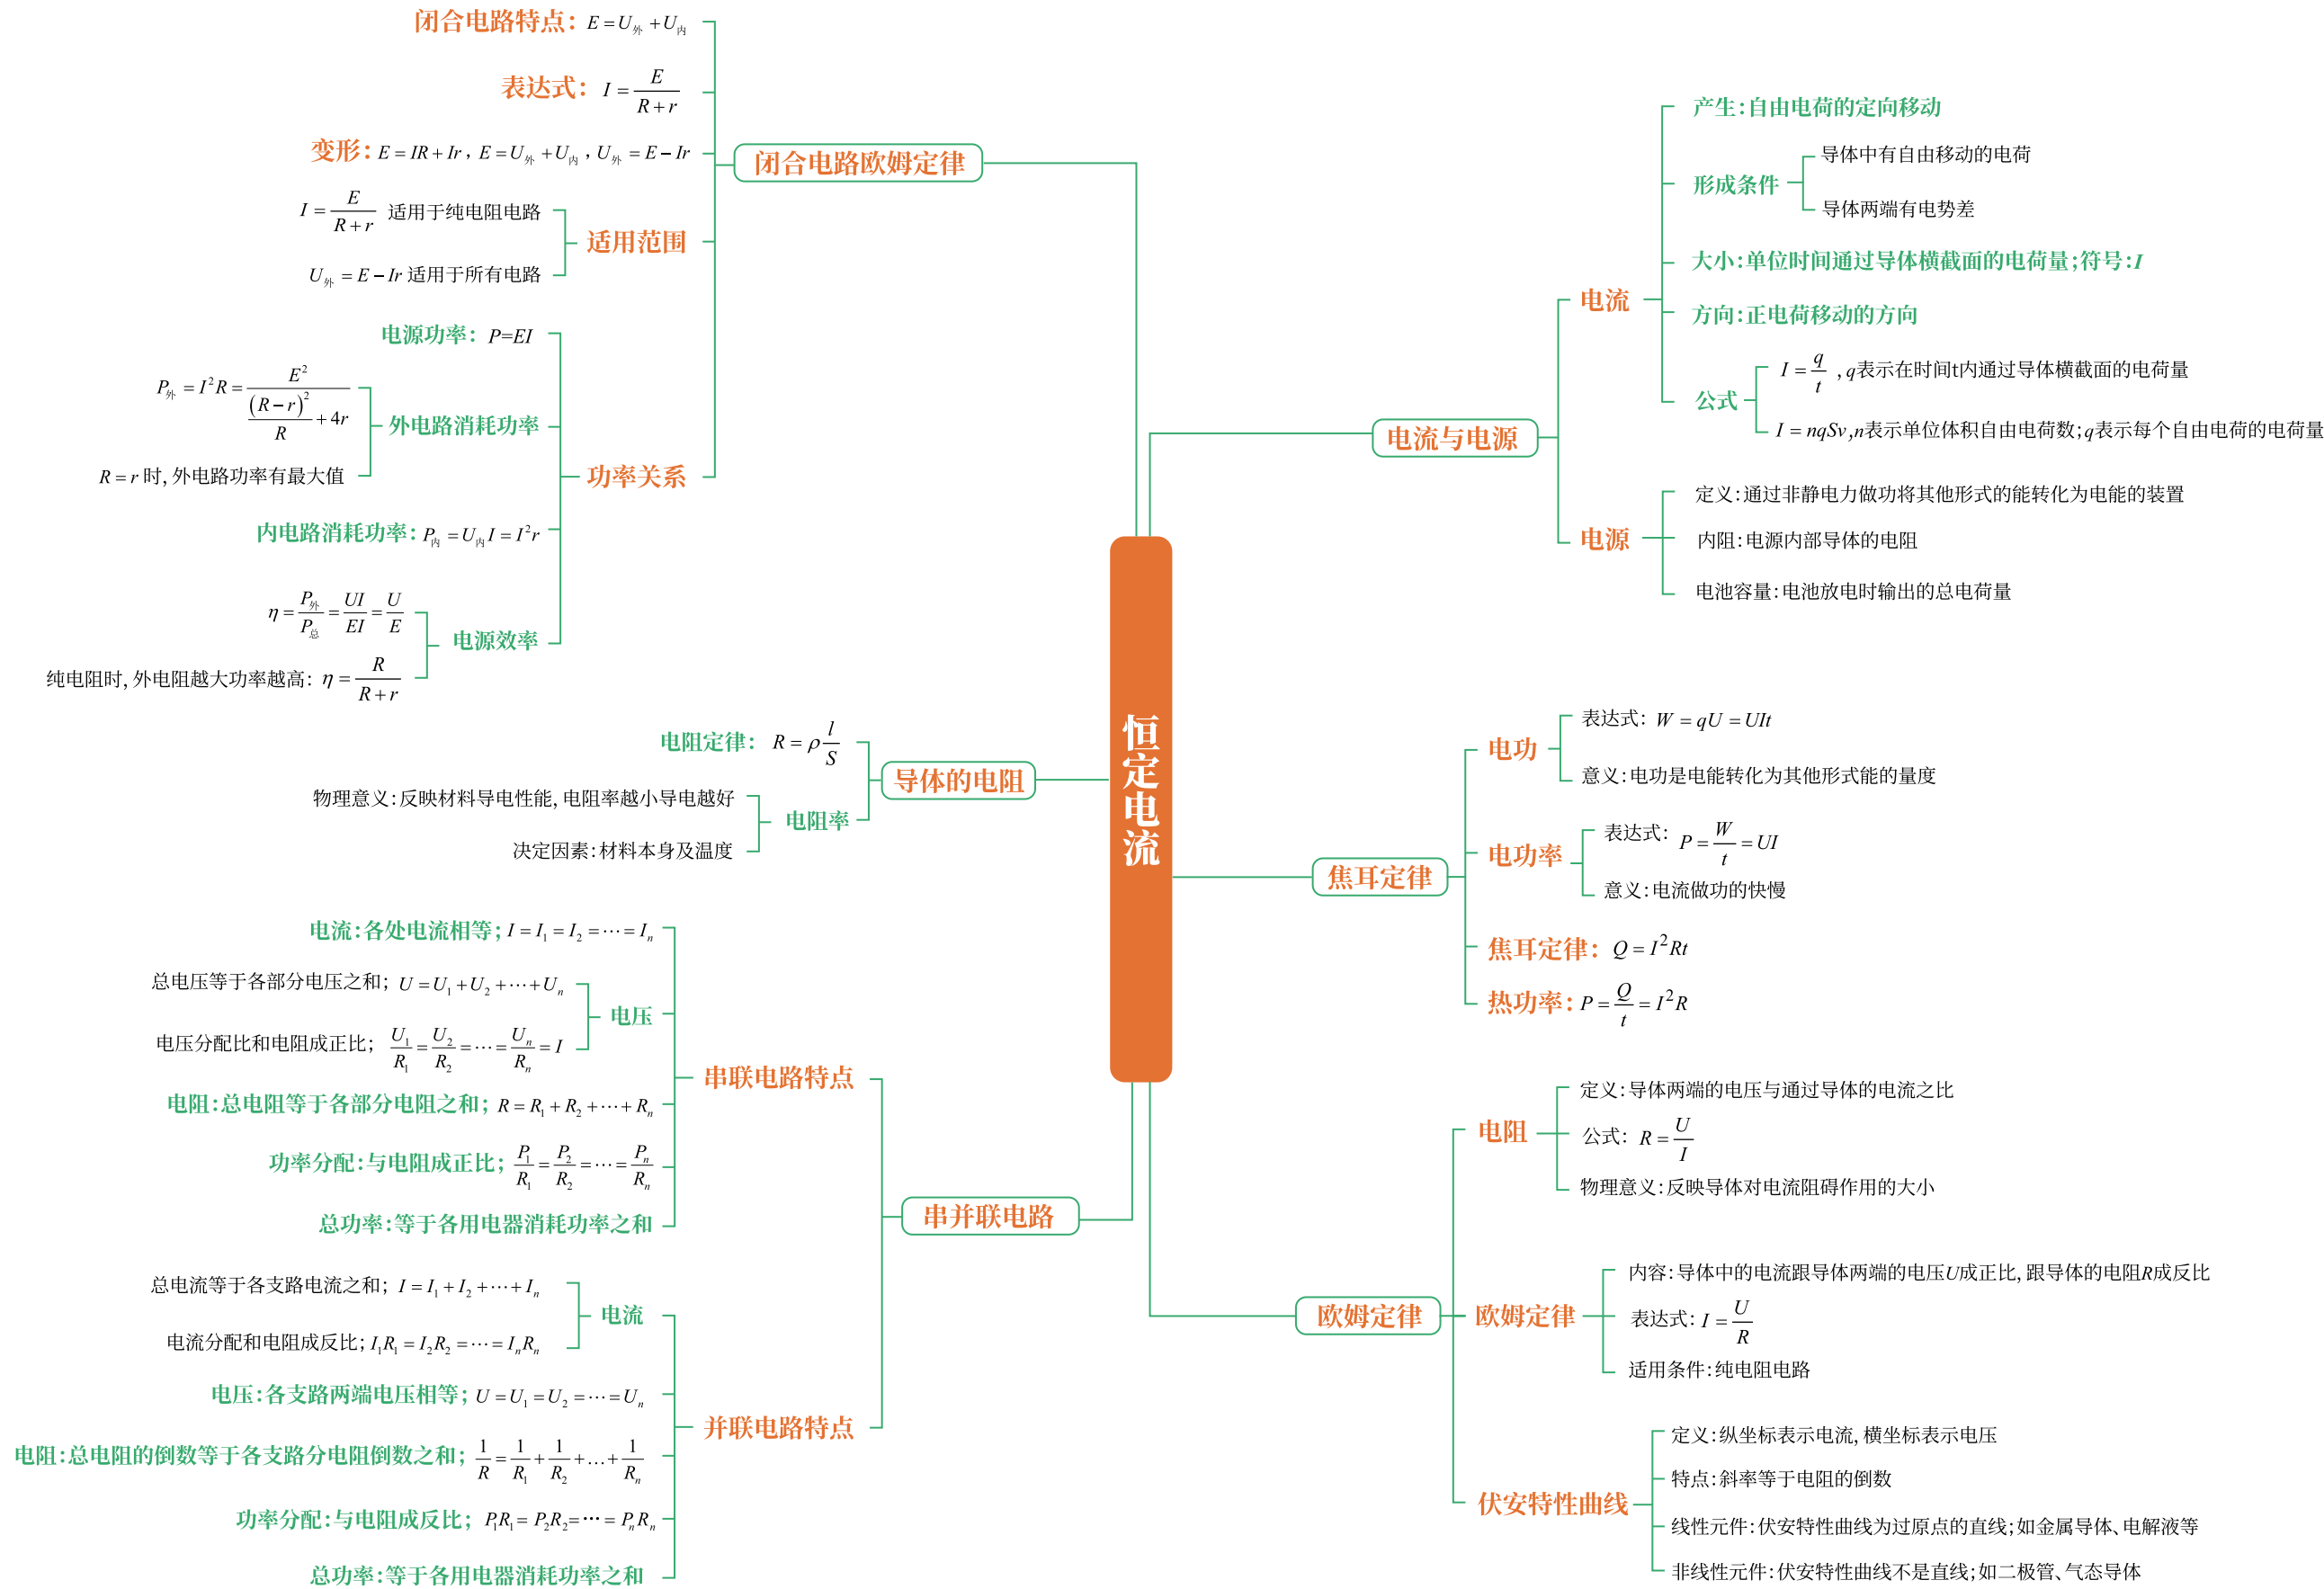 恒定电流
闭合电路欧姆定律
闭合电路特点：E＝U外＋U内
表达式：I＝E/(R＋r)
变形：E＝IR＋Ir，E＝U外＋U内，U外＝E－Ir
适用范围
I＝E/(R＋r) 适用于纯电阻电路
U外＝E－Ir 适用于所有电路
功率关系
电源功率：P=EI
外电路消耗功率
P外＝I²R＝E²/((R－r)²/R＋4r)
R＝r 时,外电路功率有最大值
内电路消耗功率：P内＝U内I＝I²r
电源效率
η＝P外/P总＝UI/EI＝U/E
纯电阻时,外电阻越大功率越高：η＝R/(R＋r)
导体的电阻
电阻定律：R＝ρl/S
电阻率
物理意义:反映材料导电性能,电阻率越小导电越好
决定因素:材料本身及温度
串并联电路
串联电路特点
电流:各处电流相等；I＝I₁＝I₂＝⋯＝Iₙ
电压
总电压等于各部分电压之和；U＝U₁＋U₂＋⋯＋Uₙ
电压分配比和电阻成正比；U₁/R₁＝U₂/R₂＝⋯＝Uₙ/Rₙ＝I
电阻:总电阻等于各部分电阻之和；R＝R₁＋R₂＋⋯＋Rₙ
功率分配:与电阻成正比；P₁/R₁＝P₂/R₂＝⋯＝Pₙ/Rₙ
总功率:等于各用电器消耗功率之和
并联电路特点
电流
总电流等于各支路电流之和；I＝I₁＋I₂＋⋯＋Iₙ
电流分配和电阻成反比；I₁R₁＝I₂R₂＝⋯＝IₙRₙ
电压:各支路两端电压相等；U＝U₁＝U₂＝⋯＝Uₙ
电阻:总电阻的倒数等于各支路分电阻倒数之和；1/R＝1/R₁＋1/R₂＋…＋1/Rₙ
功率分配:与电阻成反比；P₁R₁＝P₂R₂＝⋯＝PₙRₙ
总功率:等于各用电器消耗功率之和
电流与电源
电流
产生:自由电荷的定向移动
形成条件
导体中有自由移动的电荷
导体两端有电势差
大小:单位时间通过导体横截面的电荷量;符号:I
方向:正电荷移动的方向
公式
I＝q/t ,q表示在时间t内通过导体横截面的电荷量
I＝nqSv,n表示单位体积自由电荷数;q表示每个自由电荷的电荷量
电源
定义:通过非静电力做功将其他形式的能转化为电能的装置
内阻:电源内部导体的电阻
电池容量:电池放电时输出的总电荷量
焦耳定律
电功
表达式：W＝qU＝UIt
意义:电功是电能转化为其他形式能的量度
电功率
表达式：P＝W/t＝UI
意义:电流做功的快慢
焦耳定律：Q＝I²Rt
热功率:P＝Q/t＝I²R
欧姆定律
电阻
定义:导体两端的电压与通过导体的电流之比
公式：R＝U/I
物理意义:反映导体对电流阻碍作用的大小
欧姆定律
内容:导体中的电流跟导体两端的电压U成正比,跟导体的电阻R成反比
表达式:I＝U/R
适用条件:纯电阻电路
伏安特性曲线
定义:纵坐标表示电流,横坐标表示电压
特点:斜率等于电阻的倒数
线性元件:伏安特性曲线为过原点的直线;如金属导体、电解液等
非线性元件:伏安特性曲线不是直线;如二极管、气态导体